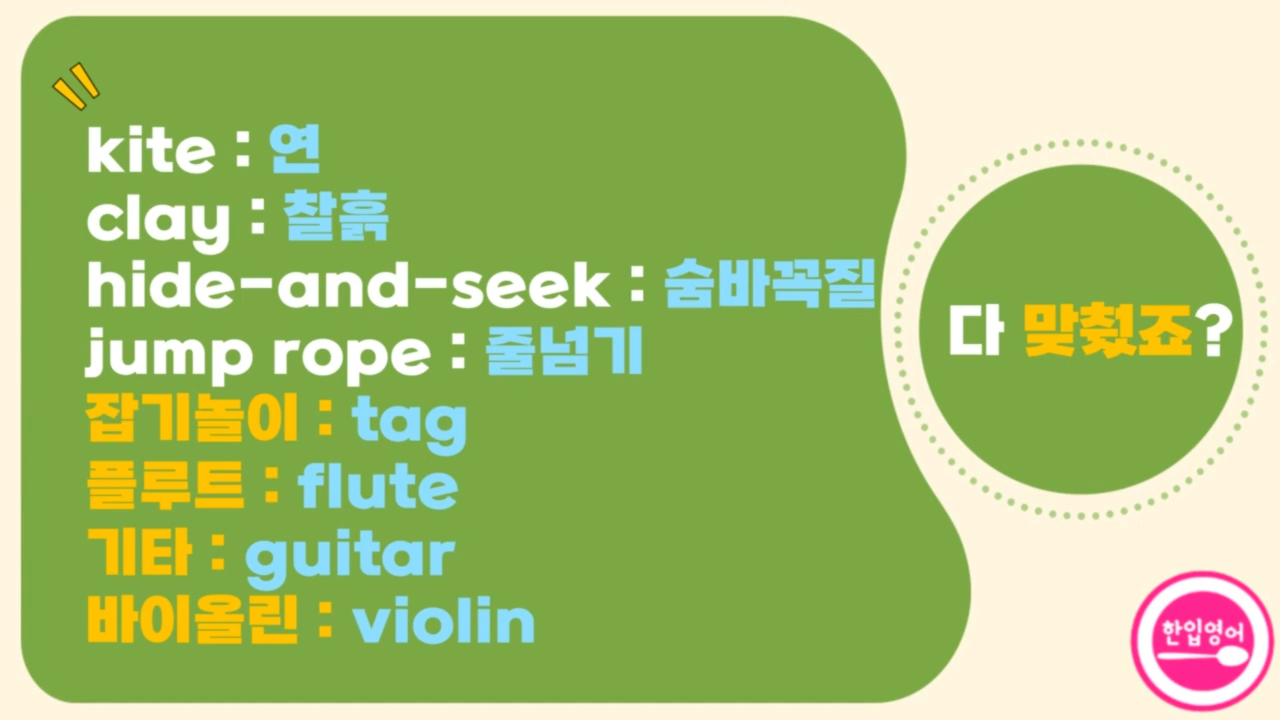 kite : 연
clay : 찰흙
hide-and-seek : 숨바꼭질
jump rope : 줄넘기
잡기놀이 : tag
플루트 : flute
기타 : guitar
바이올린 : violin
다 맞췄죠?
한입영어